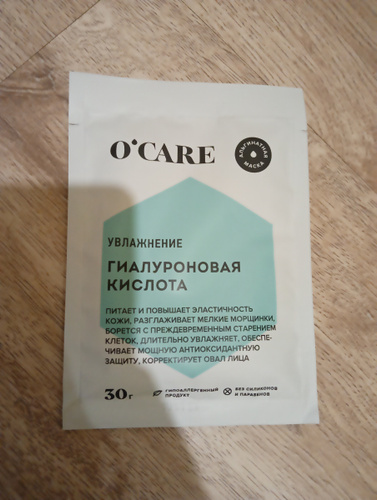 O'CARE
АЛЬГИНАТНАЯ
МАСКА
УВЛАЖНЕНИЕ
ГИАЛУРОНОВАЯ
КИСЛОТА
ПИТАЕТ И ПОВЫШАЕТ ЭЛАСТИЧНОСТЬ
КОЖИ, РАЗГЛАЖИВАЕТ МЕЛКИЕ МОРЩИНКИ,
БОРЕТСЯ С ПРЕЖДЕВРЕМЕННЫМ СТАРЕНИЕМ
КЛЕТОК, ДЛИТЕЛЬНО УВЛАЖНЯЕТ, ОБЕСПЕ-
ЧИВАЕТ МОЩНУЮ АНТИОКСИДАНТНУЮ
ЗАЩИТУ, КОРРЕКТИРУЕТ ОВАЛ ЛИЦА
30 г
ГИПОАЛЛЕРГЕННЫЙ
ПРОДУКТ
БЕЗ СИЛИКОНОВ
И ПАРАБЕНОВ